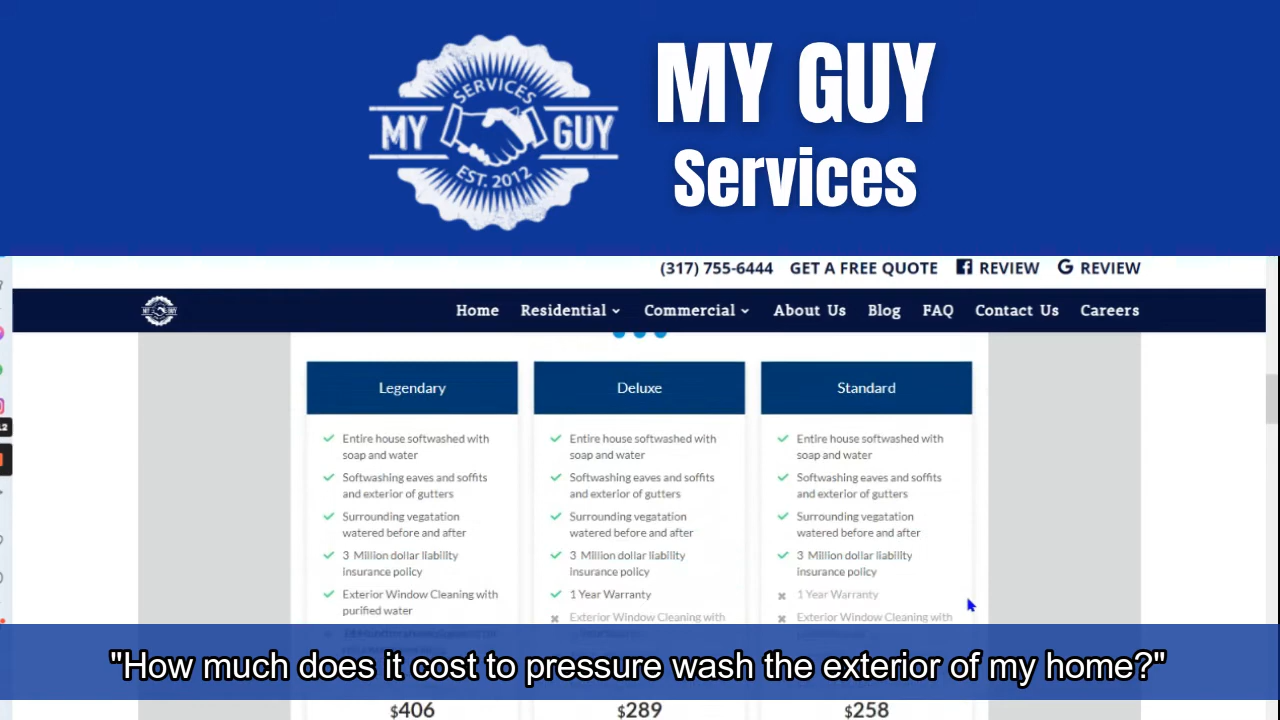 SERVICES
MY GUY
EST. 2012
MY GUY
Services
(317) 755-6444 GET A FREE QUOTE REVIEW REVIEW
Home Residential Commercial About Us Blog FAQ Contact Us Careers
Legendary
Entire house softwashed with
soap and water
Softwashing eaves and soffits
and exterior of gutters
Surrounding vegatation
watered before and after
3 Million dollar liability
insurance policy
Exterior Window Cleaning with
purified water
$406
Deluxe
Entire house softwashed with
soap and water
Softwashing eaves and soffits
and exterior of gutters
Surrounding vegatation
watered before and after
3 Million dollar liability
insurance policy
1 Year Warranty
Exterior Window Cleaning with
$289
Standard
Entire house softwashed with
soap and water
Softwashing eaves and soffits
and exterior of gutters
Surrounding vegatation
watered before and after
3 Million dollar liability
insurance policy
1 Year Warranty
Exterior Window Cleaning with
$258
"How much does it cost to pressure wash the exterior of my home?"